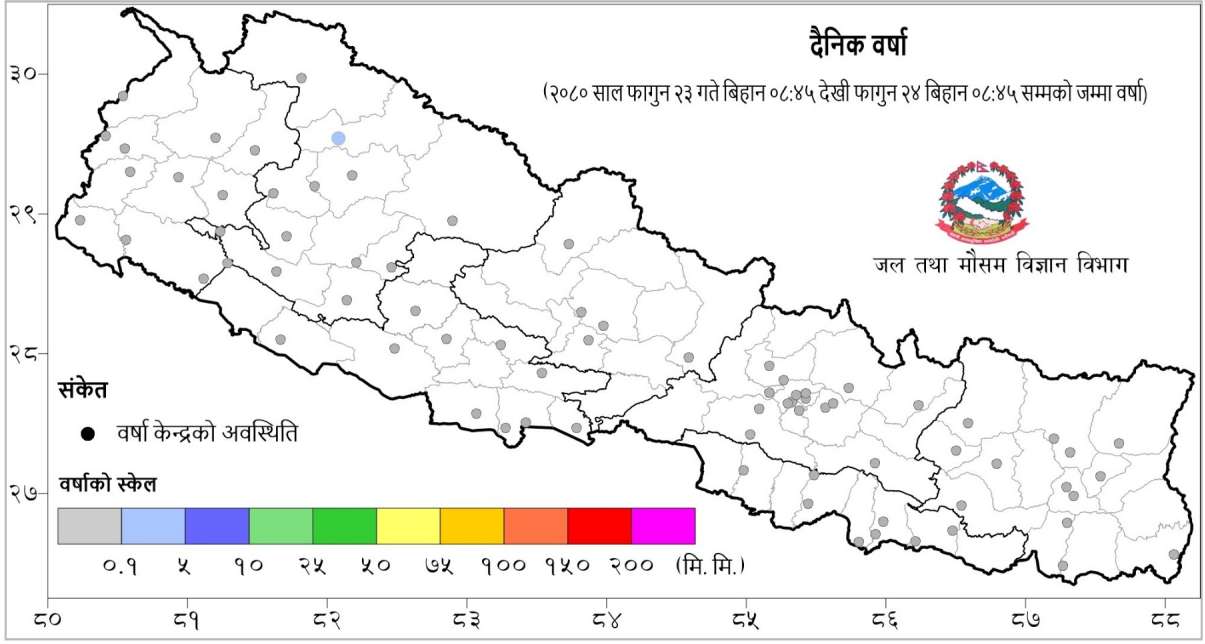 दैनिक वर्षा
(२०८० साल फागुन २३ गते बिहान ०८:४५ देखी फागुन २४ बिहान ०८:४५ सम्मको जम्मा वर्षा)
जल तथा मौसम विज्ञान विभाग
३०
२९
२८
२७
संकेत
वर्षा केन्द्रको अवस्थिति
वर्षाको स्केल
०.१ ५ १० २५ ५० ७५ १०० १५० २०० (मि. मि.)
८० ८१ ८२ ८३ ८४ ८५ ८६ ८७ ८८